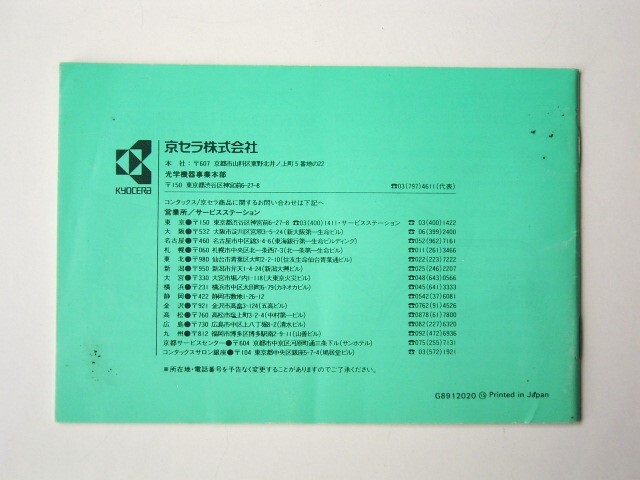 KYOCERA
京セラ株式会社
本 社:〒607 京都市山科区東野北井ノ上町5番地の22
光学機器事業本部
〒150 東京都渋谷区神宮前6-27-8 ☎03(797)4611(代表)
コンタックス/京セラ商品に関するお問い合わせは下記へ
営業所/サービスステーション
東 京●〒150 東京都渋谷区神宮前6-27-8 ☎03(400)1411・サービスステーション ☎ 03(400)1422
大 阪●〒532 大阪市淀川区宮原3-5-24(新大阪第一生命ビル) ☎ 06(399)2400
名古屋●〒460 名古屋市中区錦3-4-6(東海銀行第一生命ビルディング) ☎052(962)7161
札 幌●〒060 札幌市中央区北一条西7-3(北一条第一生命ビル) ☎011(261)3466
東 北●〒980 仙台市青葉区大町2-2-10(住友生命仙台青葉通ビル) ☎022(223)7222
新 潟●〒950 新潟市弁天1-4-24(新潟大興ビル) ☎025(246)2207
大 宮●〒330 大宮市堀ノ内1-118(大東京火災ビル) ☎048(643)0566
横 浜●〒231 横浜市中区太田町6-79(カネオカビル) ☎045(641)3333
静 岡●〒422 静岡市敷地1-26-12 ☎0542(37)6081
金 沢●〒921 金沢市高畠3-124(五高ビル) ☎0762(91)4526
高 松●〒760 高松市塩上町3-2-4(中村第一ビル) ☎0878(61)7800
広 島●〒730 広島市中区上八丁堀8-2(清水ビル) ☎082(227)6320
九 州●〒812 福岡市博多区博多駅南2-9-11(山善ビル) ☎092(472)6936
京都サービスセンター●〒604 京都市中京区河原町通三条下ル(サンホテル) ☎075(255)7131
コンタックスサロン銀座●〒104 東京都中央区銀座5-7-4(鳩居堂ビル) ☎ 03(572)1921
※所在地・電話番号を予告なく変更することがありますのでご了承ください。
G8912020 Printed in Japan